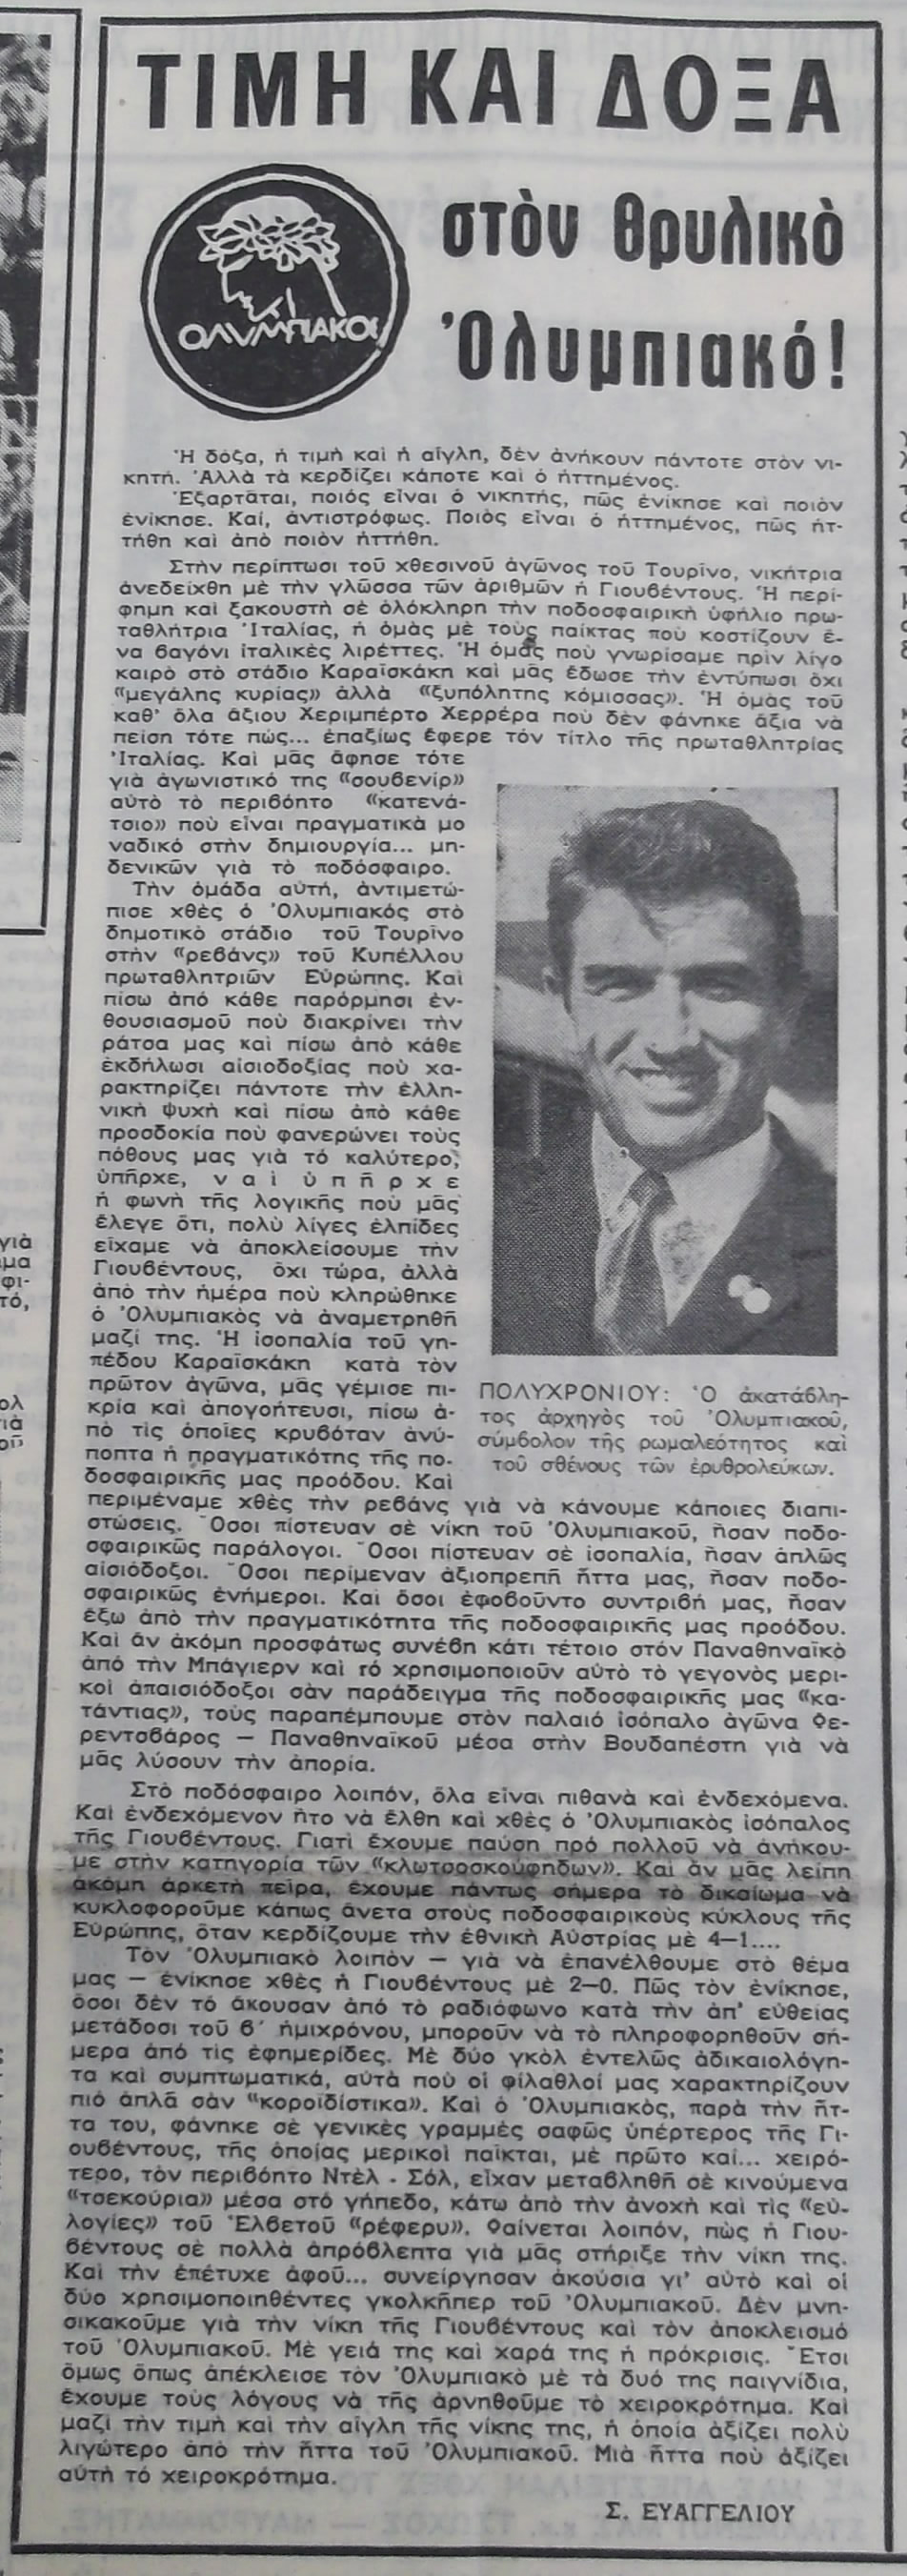 ΤΙΜΗ ΚΑΙ ΔΟΞΑ
στὸν θρυλικὸ
Ὀλυμπιακό!
ΟΛΥΜΠΙΑΚΟΣ
Ἡ δόξα, ἡ τιμὴ καὶ ἡ αἴγλη, δὲν ἀνήκουν πάντοτε στὸν νι-
κητή. Ἀλλὰ τὰ κερδίζει κάποτε καὶ ὁ ἡττημένος.
Ἐξαρτᾶται, ποιός εἶναι ὁ νικητής, πῶς ἐνίκησε καὶ ποιὸν
ἐνίκησε. Καί, ἀντιστρόφως. Ποιὸς εἶναι ὁ ἡττημένος, πῶς ἡτ-
τήθη καὶ ἀπὸ ποιὸν ἡττήθη.
Στὴν περίπτωσι τοῦ χθεσινοῦ ἀγῶνος τοῦ Τουρῖνο, νικήτρια
ἀνεδείχθη μὲ τὴν γλῶσσα τῶν ἀριθμῶν ἡ Γιουβέντους. Ἡ περί-
φημη καὶ ξακουστὴ σὲ ὁλόκληρη τὴν ποδοσφαιρικὴ ὑφήλιο πρω-
ταθλήτρια Ἰταλίας, ἡ ὁμὰς μὲ τοὺς παίκτας ποὺ κοστίζουν ἕ-
να βαγόνι ἰταλικὲς λιρέττες. Ἡ ὁμὰς ποὺ γνωρίσαμε πρὶν λίγο
καιρὸ στὸ στάδιο Καραϊσκάκη καὶ μᾶς ἔδωσε τὴν ἐντύπωσι ὄχι
«μεγάλης κυρίας» ἀλλὰ «ξυπόλητης κόμισσας». Ἡ ὁμὰς τοῦ
καθ' ὅλα ἄξιου Χεριμπέρτο Χερρέρα ποὺ δὲν φάνηκε ἄξια νὰ
πείση τότε πώς... ἐπαξίως ἔφερε τόν τίτλο τῆς πρωταθλητρίας
Ἰταλίας. Καὶ μᾶς ἄφησε τότε
γιὰ ἀγωνιστικό της «σουβενίρ»
αὐτὸ τὸ περιβόητο «κατενά-
τσιο» ποὺ εἶναι πραγματικὰ μο
ναδικὸ στὴν δημιουργία... μη-
δενικῶν γιὰ τὸ ποδόσφαιρο.
Τὴν ὁμάδα αὐτή, ἀντιμετώ-
πισε χθὲς ὁ Ὀλυμπιακός στὸ
δημοτικὸ στάδιο τοῦ Τουρῖνο
στὴν «ρεβὰνς» τοῦ Κυπέλλου
πρωταθλητριῶν Εὐρώπης. Καὶ
πίσω ἀπὸ κάθε παρόρμησι ἐν-
θουσιασμοῦ ποὺ διακρίνει τὴν
ράτσα μας καὶ πίσω ἀπὸ κάθε
ἐκδήλωσι αἰσιοδοξίας ποὺ χα-
ρακτηρίζει πάντοτε τὴν ἑλλη-
νικὴ ψυχὴ καὶ πίσω ἀπὸ κάθε
προσδοκία ποὺ φανερώνει τοὺς
πόθους μας γιὰ τό καλύτερο,
ὑπῆρχε, ναὶ ὑπῆρχε
ἡ φωνὴ τῆς λογικῆς ποὺ μᾶς
ἔλεγε ὅτι, πολὺ λίγες ἐλπίδες
εἴχαμε νὰ ἀποκλείσουμε τὴν
Γιουβέντους, ὄχι τώρα, ἀλλὰ
ἀπὸ τὴν ἡμέρα ποὺ κληρώθηκε
ὁ Ὀλυμπιακὸς νὰ ἀναμετρηθῆ
μαζί της. Ἡ ἰσοπαλία τοῦ γη-
πέδου Καραϊσκάκη κατὰ τὸν
πρῶτον ἀγῶνα, μᾶς γέμισε πι-
κρία καὶ ἀπογοήτευσι, πίσω ἀ-
πὸ τὶς ὁποῖες κρυβόταν ἀνύ-
ποπτα ἡ πραγματικότης τῆς πο-
δοσφαιρικῆς μας προόδου. Καὶ
ΠΟΛΥΧΡΟΝΙΟΥ: Ὁ ἀκατάβλη-
τος ἀρχηγὸς τοῦ Ὀλυμπιακοῦ,
σύμβολον τῆς ρωμαλεότητος καὶ
τοῦ σθένους τῶν ἐρυθρολεύκων.
περιμέναμε χθὲς τὴν ρεβὰνς γιὰ νὰ κάνουμε κάποιες διαπι-
στώσεις. Ὅσοι πίστευαν σὲ νίκη τοῦ Ὀλυμπιακοῦ, ἦσαν ποδο-
σφαιρικῶς παράλογοι. Ὅσοι πίστευαν σὲ ἰσοπαλία, ἦσαν ἁπλῶς
αἰσιόδοξοι. Ὅσοι περίμεναν ἀξιοπρεπῆ ἧττα μας, ἦσαν ποδο-
σφαιρικῶς ἐνήμεροι. Καὶ ὅσοι ἐφοβοῦντο συντριβή μας, ἦσαν
ἔξω ἀπὸ τὴν πραγματικότητα τῆς ποδοσφαιρικῆς μας προόδου.
Καὶ ἄν ἀκόμη προσφάτως συνέβη κάτι τέτοιο στόν Παναθηναϊκὸ
ἀπὸ τὴν Μπάγιερν καὶ τό χρησιμοποιοῦν αὐτὸ τὸ γεγονὸς μερι-
κοὶ ἀπαισιόδοξοι σὰν παράδειγμα τῆς ποδοσφαιρικῆς μας «κα-
τάντιας», τοὺς παραπέμπουμε στὸν παλαιό ἰσόπαλο ἀγῶνα Φε-
ρεντσβάρος — Παναθηναϊκοῦ μέσα στὴν Βουδαπέστη γιὰ νὰ
μᾶς λύσουν τὴν ἀπορία.
Στὸ ποδόσφαιρο λοιπόν, ὅλα εἶναι πιθανὰ καὶ ἐνδεχόμενα.
Καὶ ἐνδεχόμενον ἦτο νὰ ἔλθη καὶ χθὲς ὁ Ὀλυμπιακὸς ἰσόπαλος
τῆς Γιουβέντους. Γιατὶ ἔχουμε παύση πρό πολλοῦ νὰ ἀνήκου-
με στὴν κατηγορία τῶν «κλωτσοσκούφηδων». Καὶ ἂν μᾶς λείπη
ἀκόμη ἀρκετὴ πεῖρα, ἔχουμε πάντως σήμερα τὸ δικαίωμα νὰ
κυκλοφοροῦμε κάπως ἄνετα στοὺς ποδοσφαιρικοὺς κύκλους τῆς
Εὐρώπης, ὅταν κερδίζουμε τὴν ἐθνικὴ Αὐστρίας μὲ 4—1....
Τὸν Ὀλυμπιακὸ λοιπὸν — γιὰ νὰ ἐπανέλθουμε στὸ θέμα
μας — ἐνίκησε χθὲς ἡ Γιουβέντους μὲ 2—0. Πῶς τὸν ἐνίκησε,
ὅσοι δὲν τό ἄκουσαν ἀπὸ τὸ ραδιόφωνο κατὰ τὴν ἀπ' εὐθείας
μετάδοσι τοῦ β΄ ἡμιχρόνου, μποροῦν νὰ τὸ πληροφορηθοῦν σή-
μερα ἀπὸ τὶς ἐφημερίδες. Μὲ δύο γκὸλ ἐντελῶς ἀδικαιολόγη-
τα καὶ συμπτωματικά, αὐτὰ ποὺ οἱ φίλαθλοί μας χαρακτηρίζουν
πιὸ ἁπλᾶ σὰν "κοροϊδίστικα». Καὶ ὁ Ὀλυμπιακὸς, παρὰ τὴν ἧτ-
τα του, φάνηκε σὲ γενικὲς γραμμὲς σαφῶς ὑπέρτερος τῆς Γι-
ουβέντους, τῆς ὁποίας μερικοὶ παῖκται, μὲ πρῶτο καί... χειρό-
τερο, τὸν περιβόητο Ντὲλ - Σόλ, εἶχαν μεταβληθῆ σὲ κινούμενα
"τσεκούρια» μέσα στό γήπεδο, κάτω ἀπὸ τὴν ἀνοχὴ καὶ τὶς «εὐ-
λογίες» τοῦ Ἑλβετοῦ "ρέφερυ». Φαίνεται λοιπόν, πὼς ἡ Γιου-
βέντους σὲ πολλὰ ἀπρόβλεπτα γιὰ μᾶς στήριξε τὴν νίκη της.
Καὶ τὴν ἐπέτυχε ἀφοῦ... συνείργησαν ἀκούσια γι' αὐτὸ καὶ οἱ
δύο χρησιμοποιηθέντες γκολκῆπερ τοῦ Ὀλυμπιακοῦ. Δὲν μνη-
σικακοῦμε γιὰ τὴν νίκη τῆς Γιουβέντους καὶ τὸν ἀποκλεισμό
τοῦ Ὀλυμπιακοῦ. Μὲ γειά της καὶ χαρά της ἡ πρόκρισις. Ἔτσι
ὅμως ὅπως ἀπέκλεισε τὸν Ὀλυμπιακὸ μὲ τὰ δυό της παιγνίδια,
ἔχουμε τοὺς λόγους νὰ τῆς ἀρνηθοῦμε τὸ χειροκρότημα. Καὶ
μαζὶ τὴν τιμὴ καὶ τὴν αἴγλη τῆς νίκης της, ἡ ὁποία ἀξίζει πολὺ
λιγώτερο ἀπὸ τὴν ἧττα τοῦ Ὀλυμπιακοῦ. Μιὰ ἧττα ποὺ ἀξίζει
αὐτὴ τό χειροκρότημα.
Σ. ΕΥΑΓΓΕΛΙΟΥ